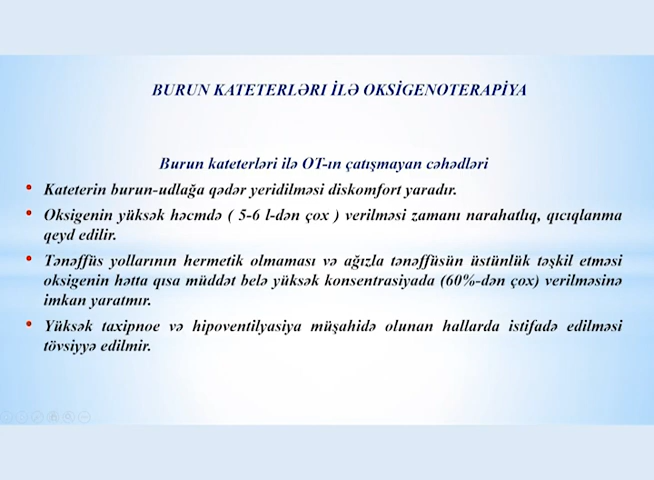 BURUN KATETERLƏRI İLƏ OKSİGENOTERAPİYA
Burun kateterləri ilə OT-ın çatışmayan cəhədləri
• Kateterin burun-udlağa qədər yeridilməsi diskomfort yaradır.
• Oksigenin yüksək həcmdə ( 5-6 l-dən çox ) verilməsi zamanı narahatlıq, qıcıqlanma
qeyd edilir.
• Tənəffüs yollarının hermetik olmaması və ağızla tənəffüsün üstünlük təşkil etməsi
oksigenin hətta qısa müddət belə yüksək konsentrasiyada (60%-dən çox) verilməsinə
imkan yaratmır.
• Yüksək taxipnoe və hipoventilyasiya müşahidə olunan hallarda istifadə edilməsi
tövsiyyə edilmir.